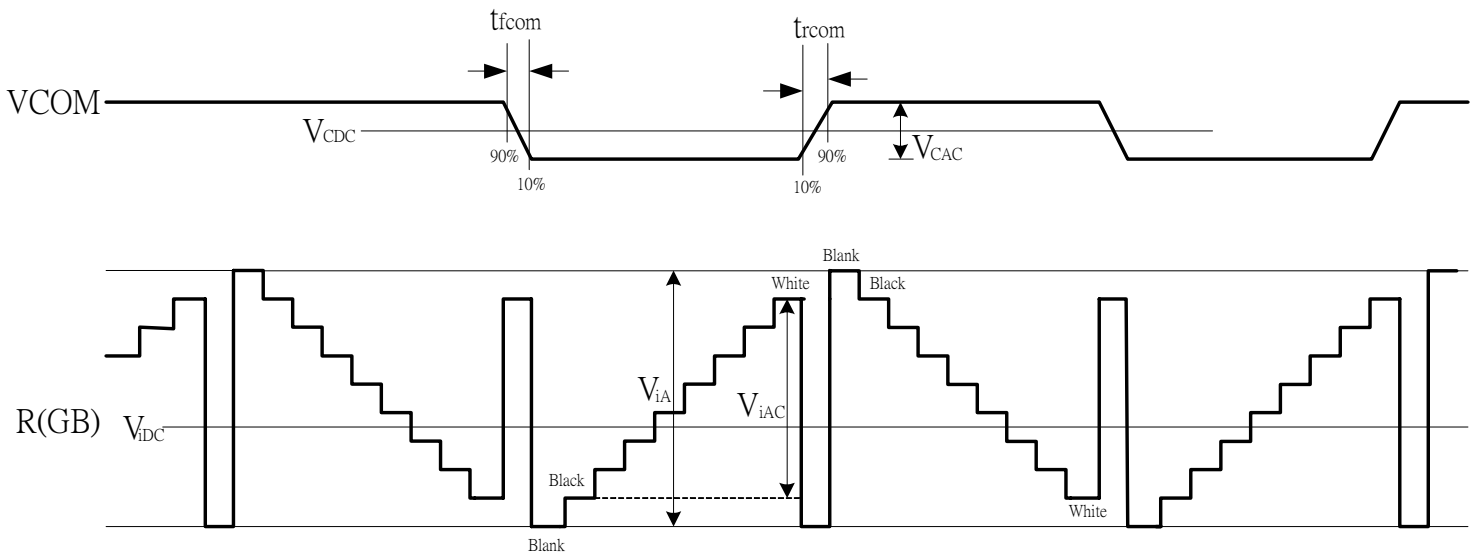 tfcom
trcom
VCOM
VCDC
90%
10%
90%
10%
VCAC
Blank
White
Black
ViA
ViAC
R(GB)
ViDC
Black
White
Blank